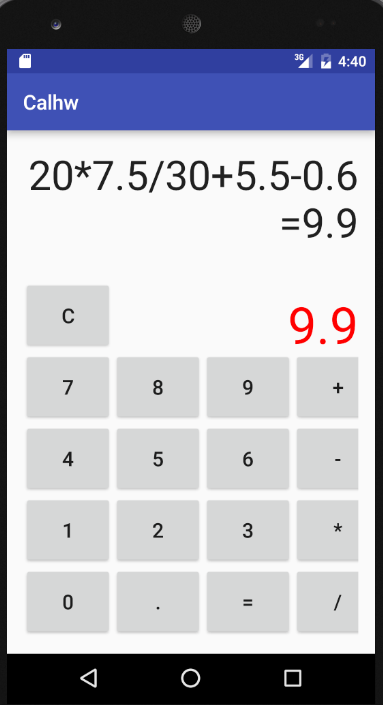 3G 4:40
Calhw
20*7.5/30+5.5-0.6
=9.9
C 9.9
7 8 9 +
4 5 6 -
1 2 3 *
0 . = /